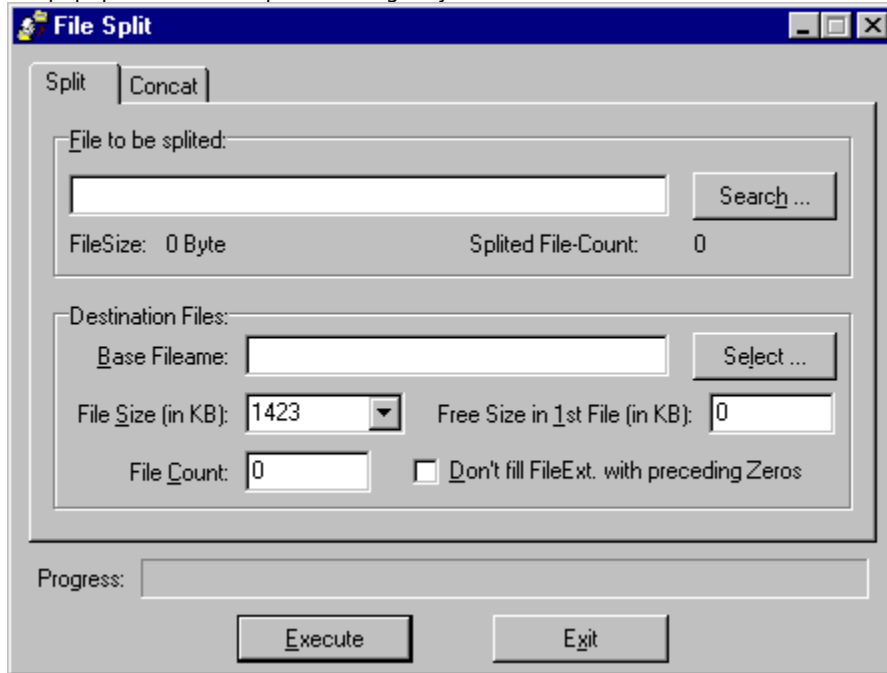 File Split
Split Concat
File to be splited:
Search ...
FileSize: 0 Byte Splited File-Count: 0
Destination Files:
Base Fileame: Select ...
File Size (in KB): 1423 Free Size in 1st File (in KB): 0
File Count: 0 Don't fill FileExt. with preceding Zeros
Progress:
Execute Exit